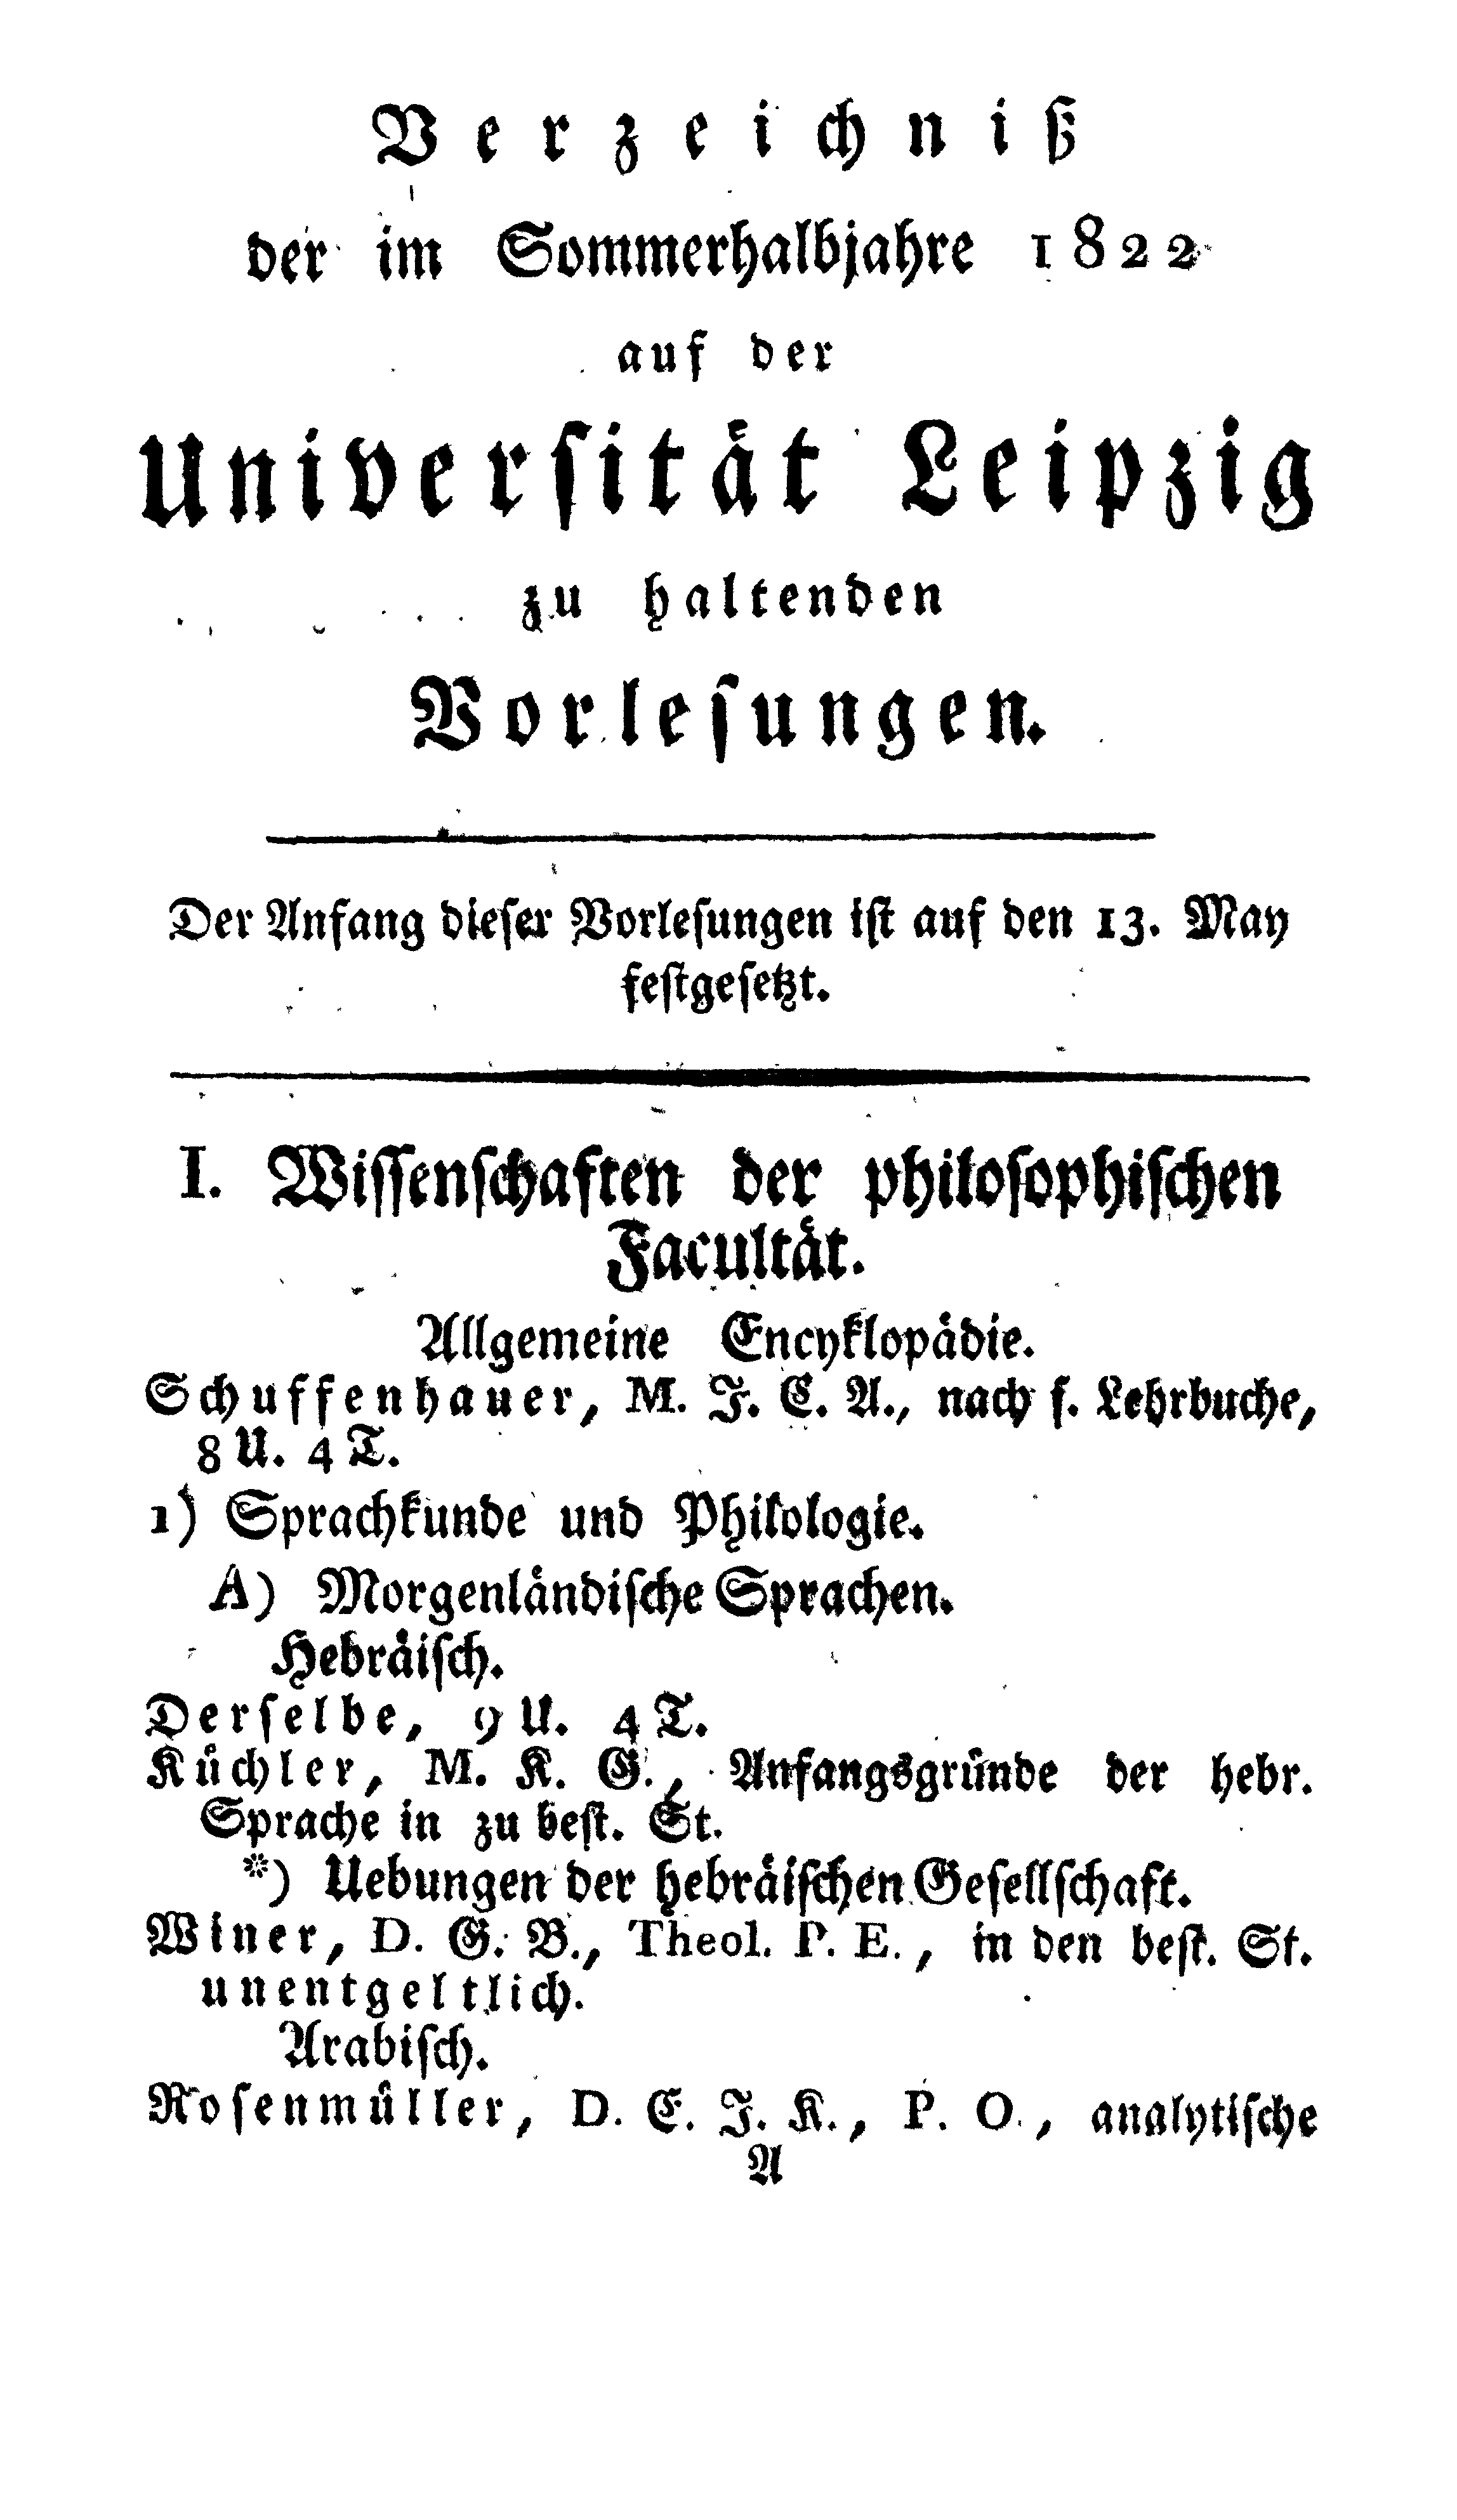 Verzeichniß
der im Sommerhalbjahre 1822
auf der
Universität Leipzig
zu haltenden
Vorlesungen.
Der Anfang dieser Vorlesungen ist auf den 13. May
festgesetzt.
I. Wissenschaften der philosophischen
Facultät.
Allgemeine Encyklopädie.
Schuffenhauer, M. J. C. A., nach s. Lehrbuche,
8 U. 4 T.
1) Sprachkunde und Philologie.
A) Morgenländische Sprachen.
Hebräisch.
Derselbe, 9 U. 4 T.
Küchler, M. K. G., Anfangsgründe der hebr.
Sprache in zu best. St.
*) Uebungen der hebräischen Gesellschaft.
Winer, D. G. B., Theol. P. E., in den best. St.
unentgeltlich.
Arabisch.
Rosenmüller, D. E. F. K., P. O., analytische
A